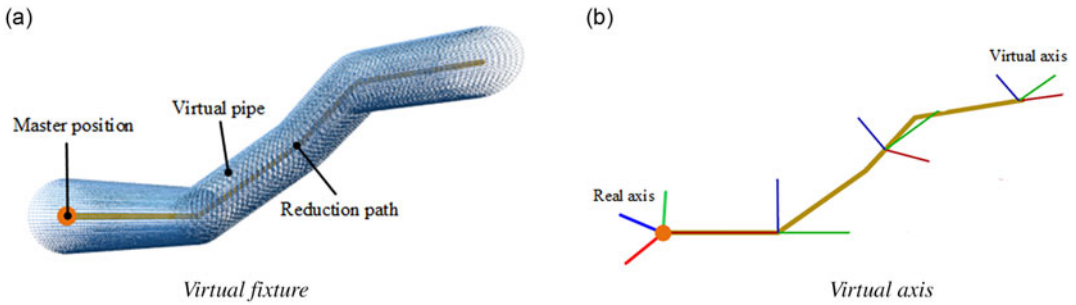 (a)
Master position
Virtual pipe
Reduction path
Virtual fixture
(b)
Virtual axis
Real axis
Virtual axis